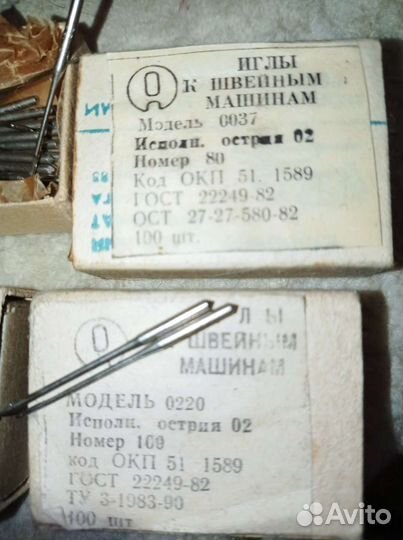 ИГЛЫ
К ШВЕЙНЫМ
МАШИНАМ
Модель 0037
Исполн. острия 02
Номер 80
Код ОКП 51. 1589
ГОСТ 22249-82
ОСТ 27-27-580-82
100 шт.
ЛЫ
ШВЕЙНЫМ
МАШИНАМ
МОДЕЛЬ 0220
Исполн. острия 02
Номер 100
код ОКП 51 1589
ГОСТ 22249-82
ТУ 3-1983-90
100 шт
Avito